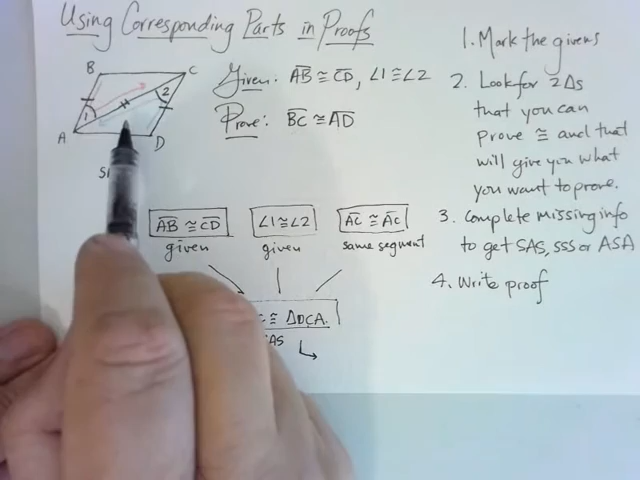 Using Corresponding Parts in Proofs
B
C
1
2
A
D
Given: AB ≅ CD, ∠1 ≅ ∠2
Prove: BC ≅ AD
AB ≅ CD
given
∠1 ≅ ∠2
given
AC ≅ AC
same segment
≅ ΔDCA.
1. Mark the givens
2. Look for 2Δs
that you can
prove ≅ and that
will give you what
you want to prove.
3. Complete missing info
to get SAS, SSS or ASA
4. Write proof